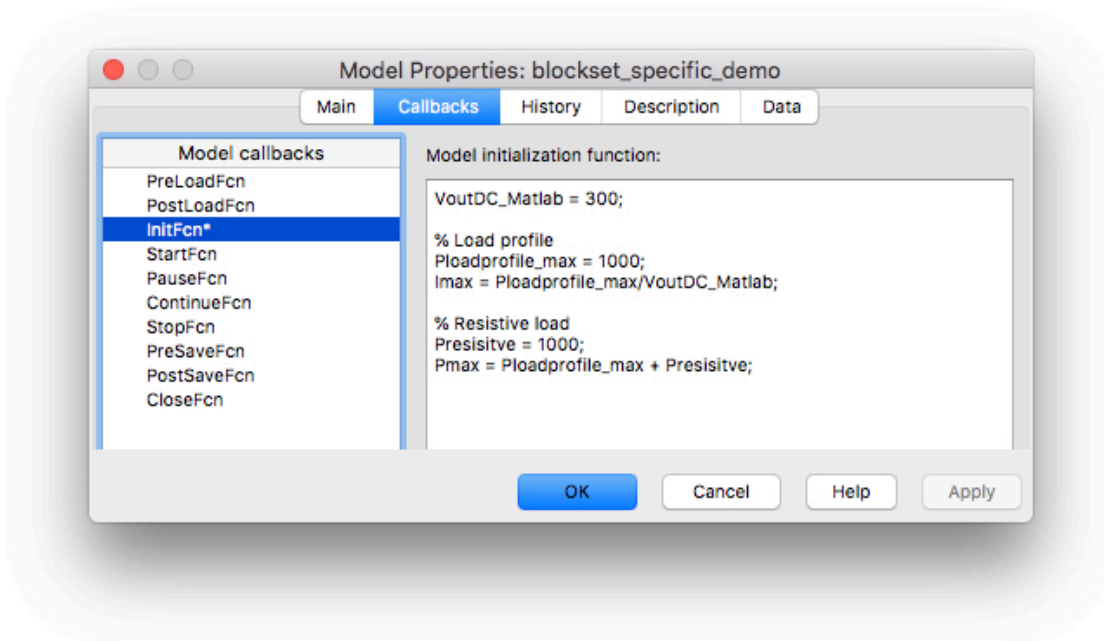 Model Properties: blockset_specific_demo
Main Callbacks History Description Data
Model callbacks
PreLoadFcn
PostLoadFcn
InitFcn*
StartFcn
PauseFcn
ContinueFcn
StopFcn
PreSaveFcn
PostSaveFcn
CloseFcn
Model initialization function:
VoutDC_Matlab = 300;
% Load profile
Ploadprofile_max = 1000;
Imax = Ploadprofile_max/VoutDC_Matlab;
% Resistive load
Presisitve = 1000;
Pmax = Ploadprofile_max + Presisitve;
OK Cancel Help Apply